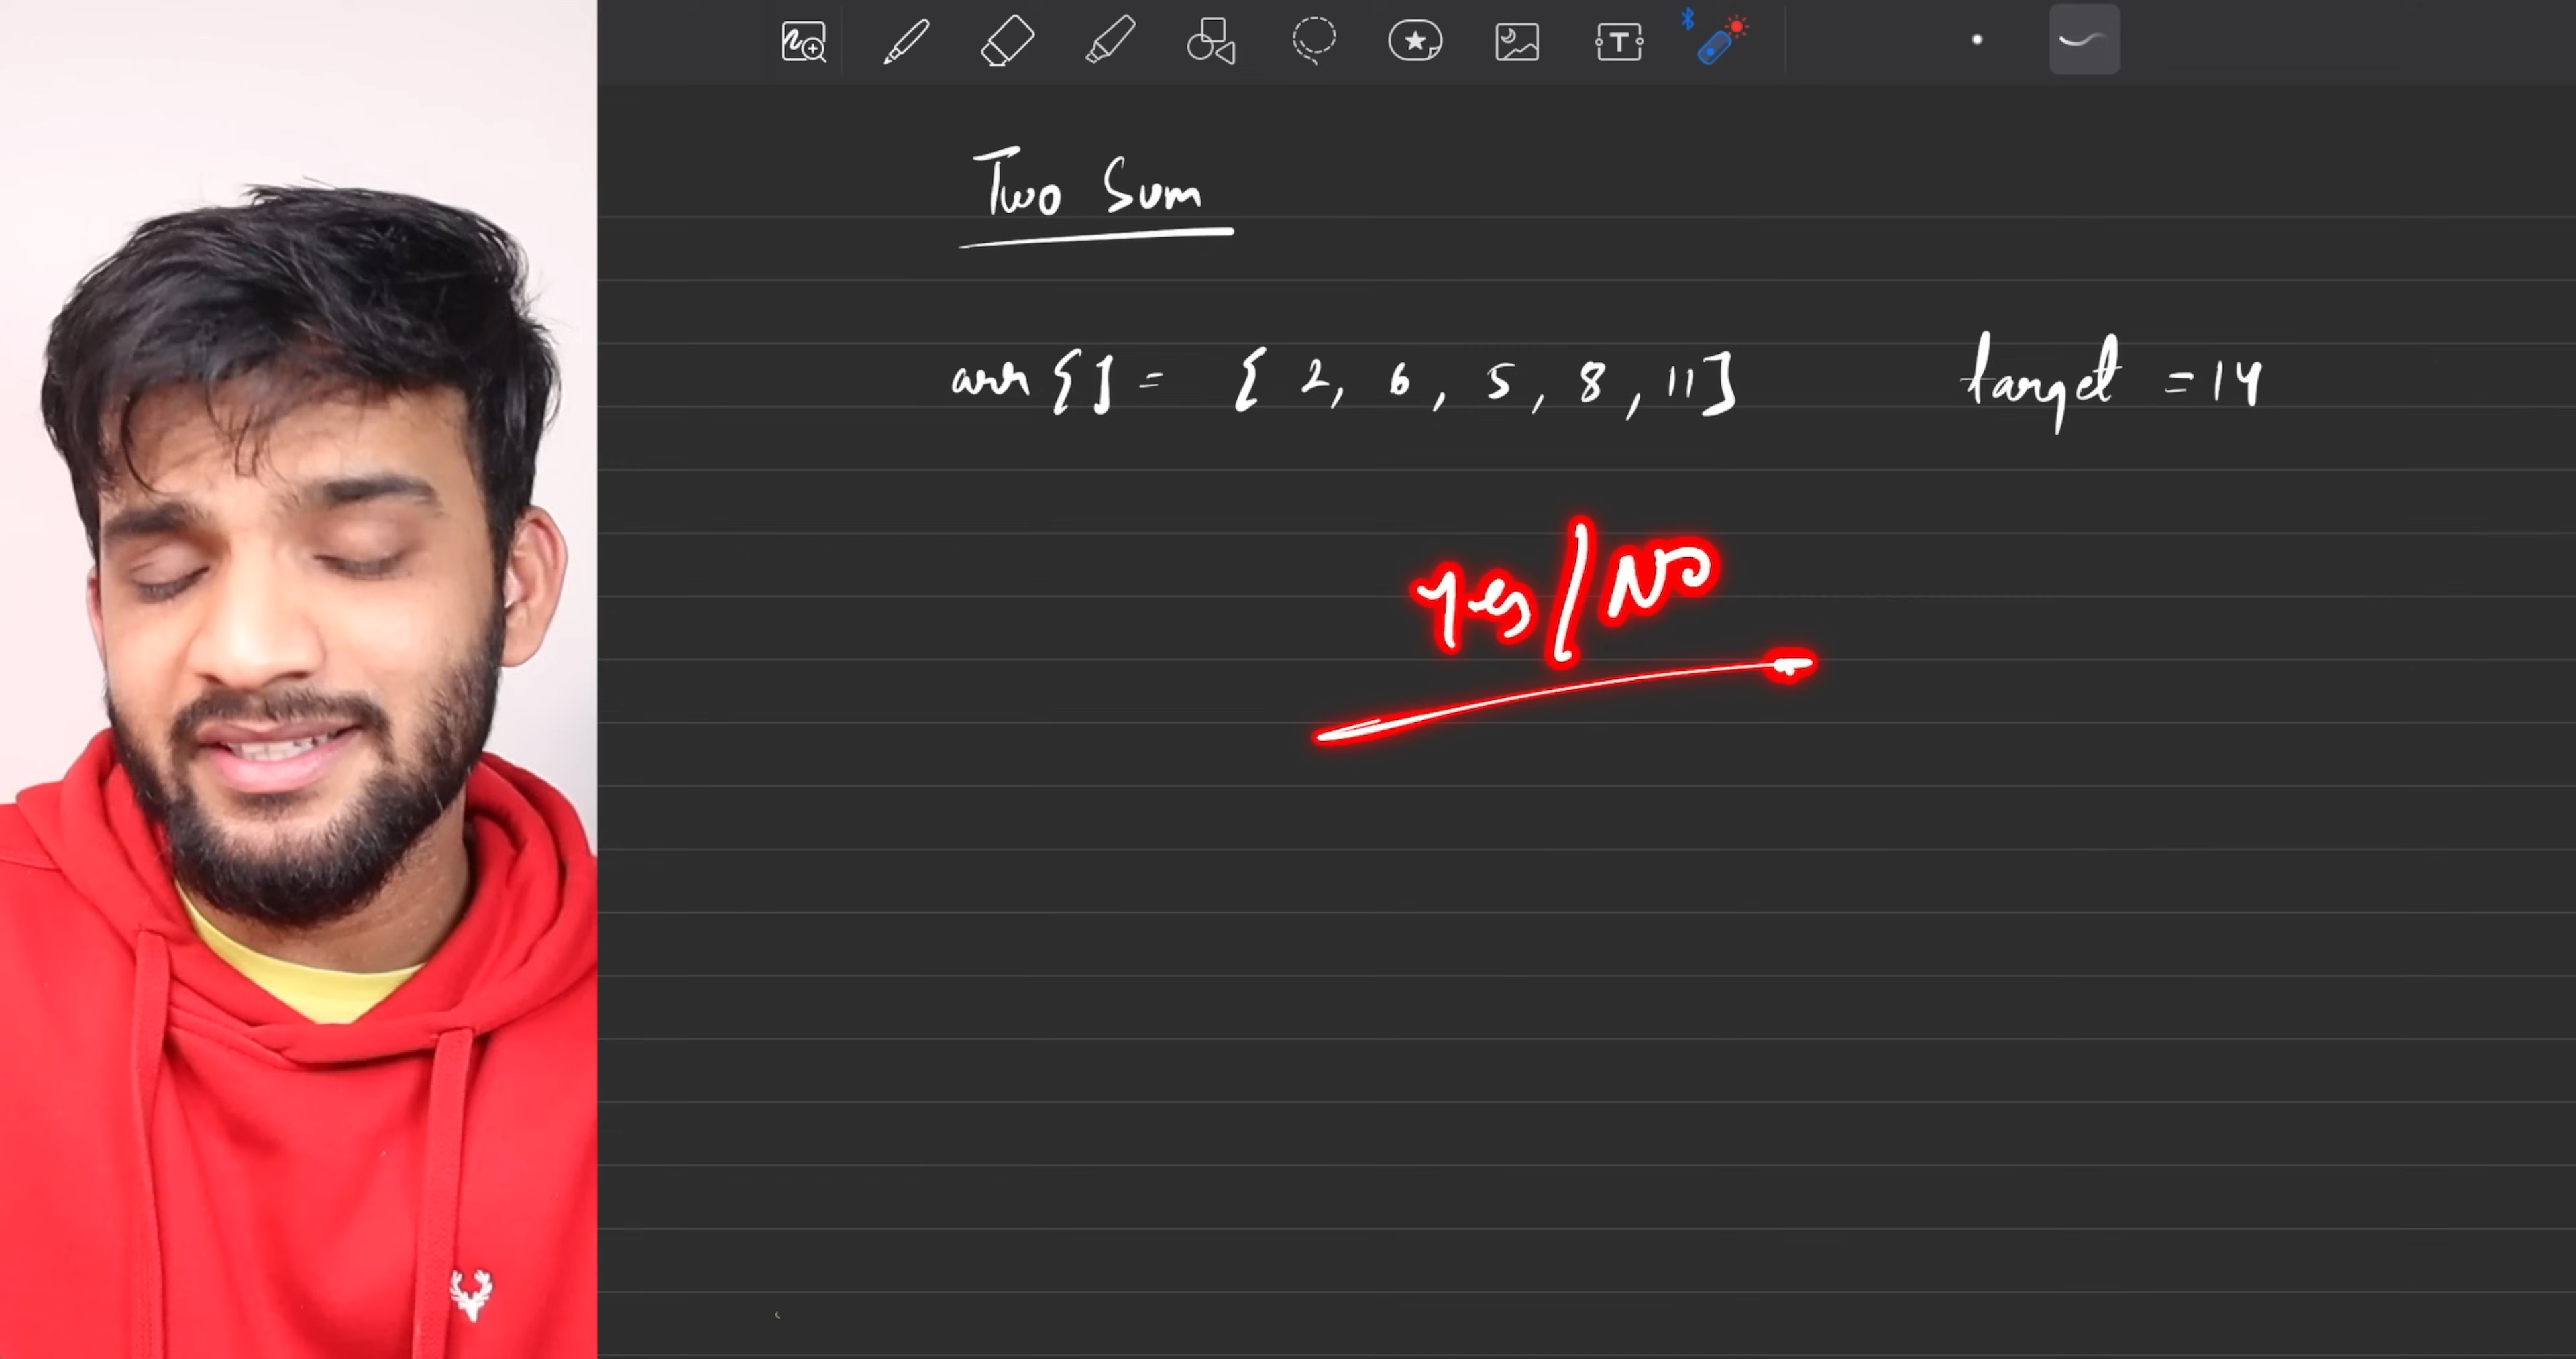 Two Sum
arr [] = { 2, 6, 5, 8, 11} target = 14
Yes/No
T